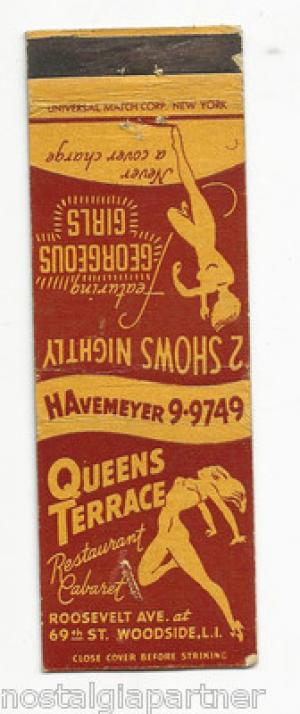 UNIVERSAL MATCH CORP. NEW YORK
2 SHOWS NIGHTLY
featuring
GEORGEOUS
GIRLS
Never
a cover charge
HAvemeyer 9-9749
QUEENS
TERRACE
Restaurant
Cabaret
ROOSEVELT AVE. at
69th ST. WOODSIDE, L.I.
CLOSE COVER BEFORE STRIKING
nostalgiapartner